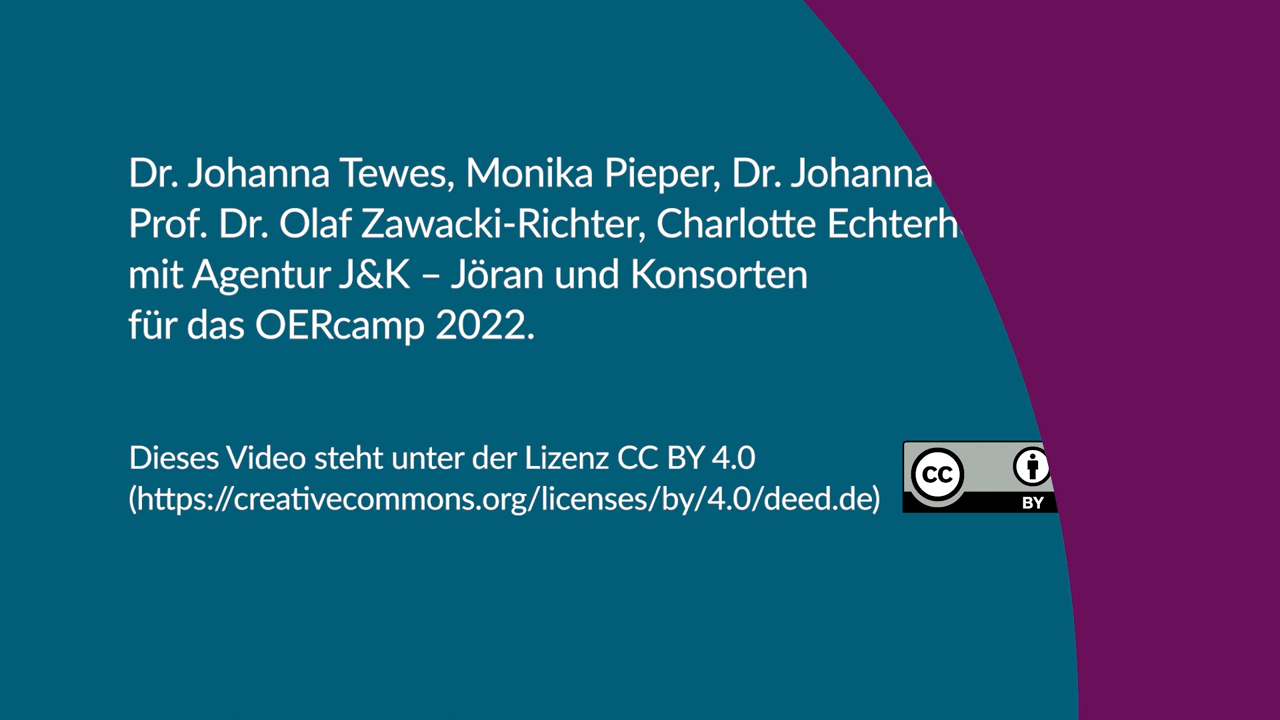 Dr. Johanna Tewes, Monika Pieper, Dr. Johanna
Prof. Dr. Olaf Zawacki-Richter, Charlotte
mit Agentur J&K – Jöran und Konsorten
für das OERcamp 2022.
Dieses Video steht unter der Lizenz CC BY 4.0
(https://creativecommons.org/licenses/by/4.0/deed.de)
cc
BY